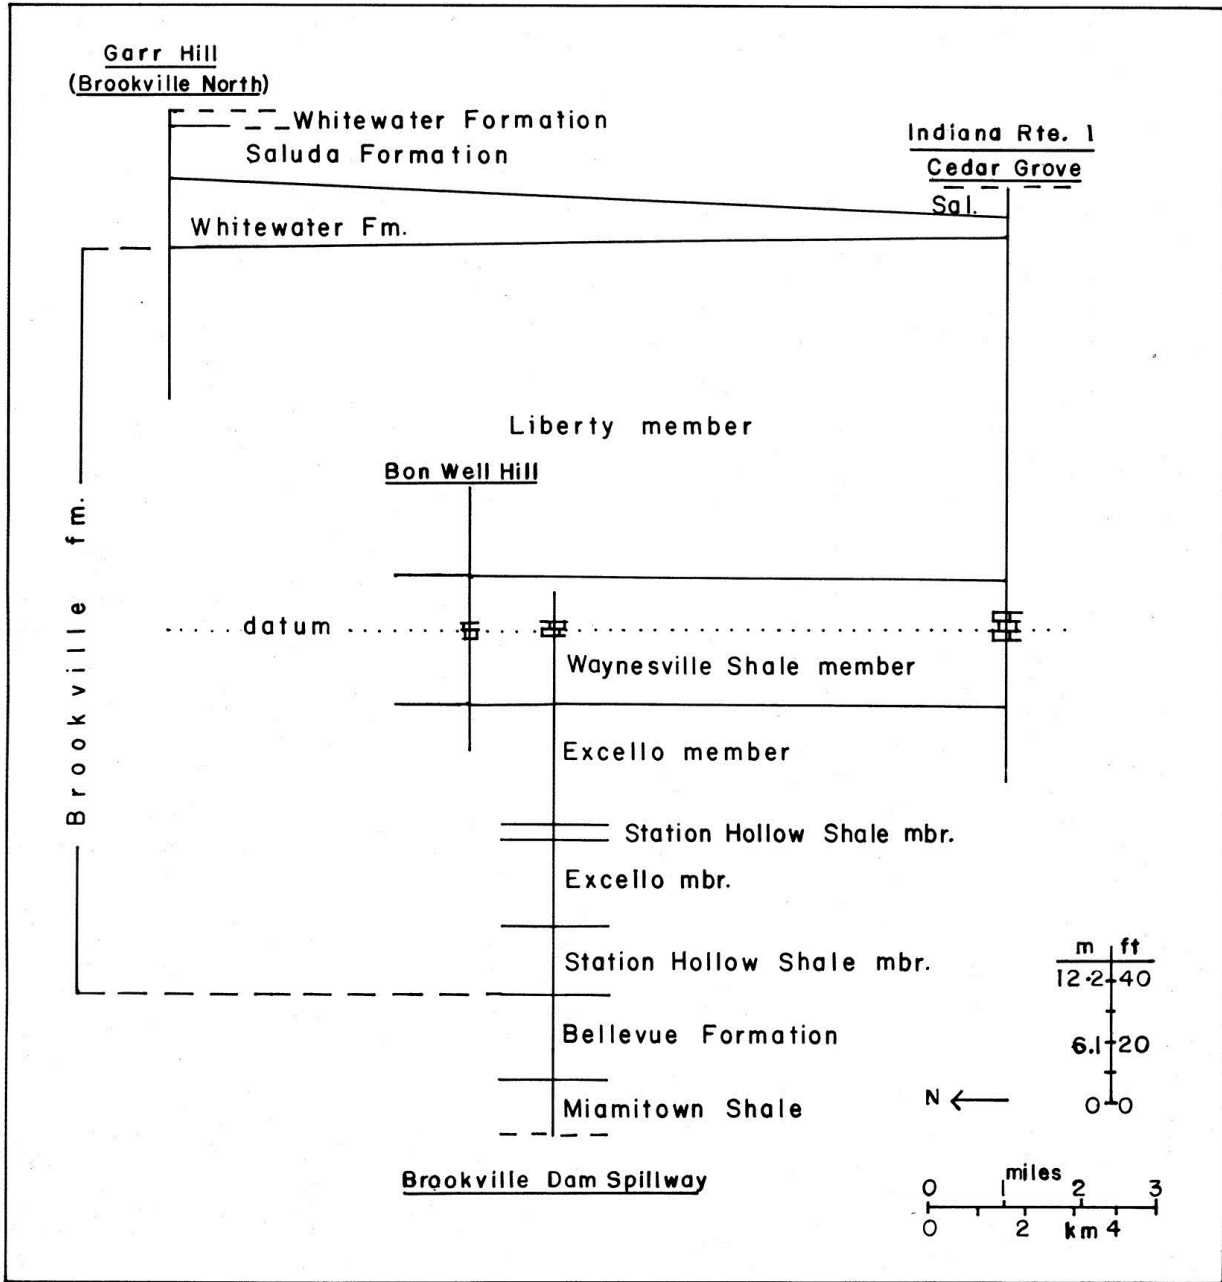 Garr Hill
(Brookville North)
Whitewater Formation
Saluda Formation
Indiana Rte. 1
Cedar Grove
Sal.
Whitewater Fm.
Liberty member
Bon Well Hill
Brookville fm.
datum
Waynesville Shale member
Excello member
Station Hollow Shale mbr.
Excello mbr.
Station Hollow Shale mbr.
Bellevue Formation
Miamitown Shale
Brookville Dam Spillway
m ft
12.2 40
6.1 20
0 0
N
miles
0 1 2 3
0 2 km 4